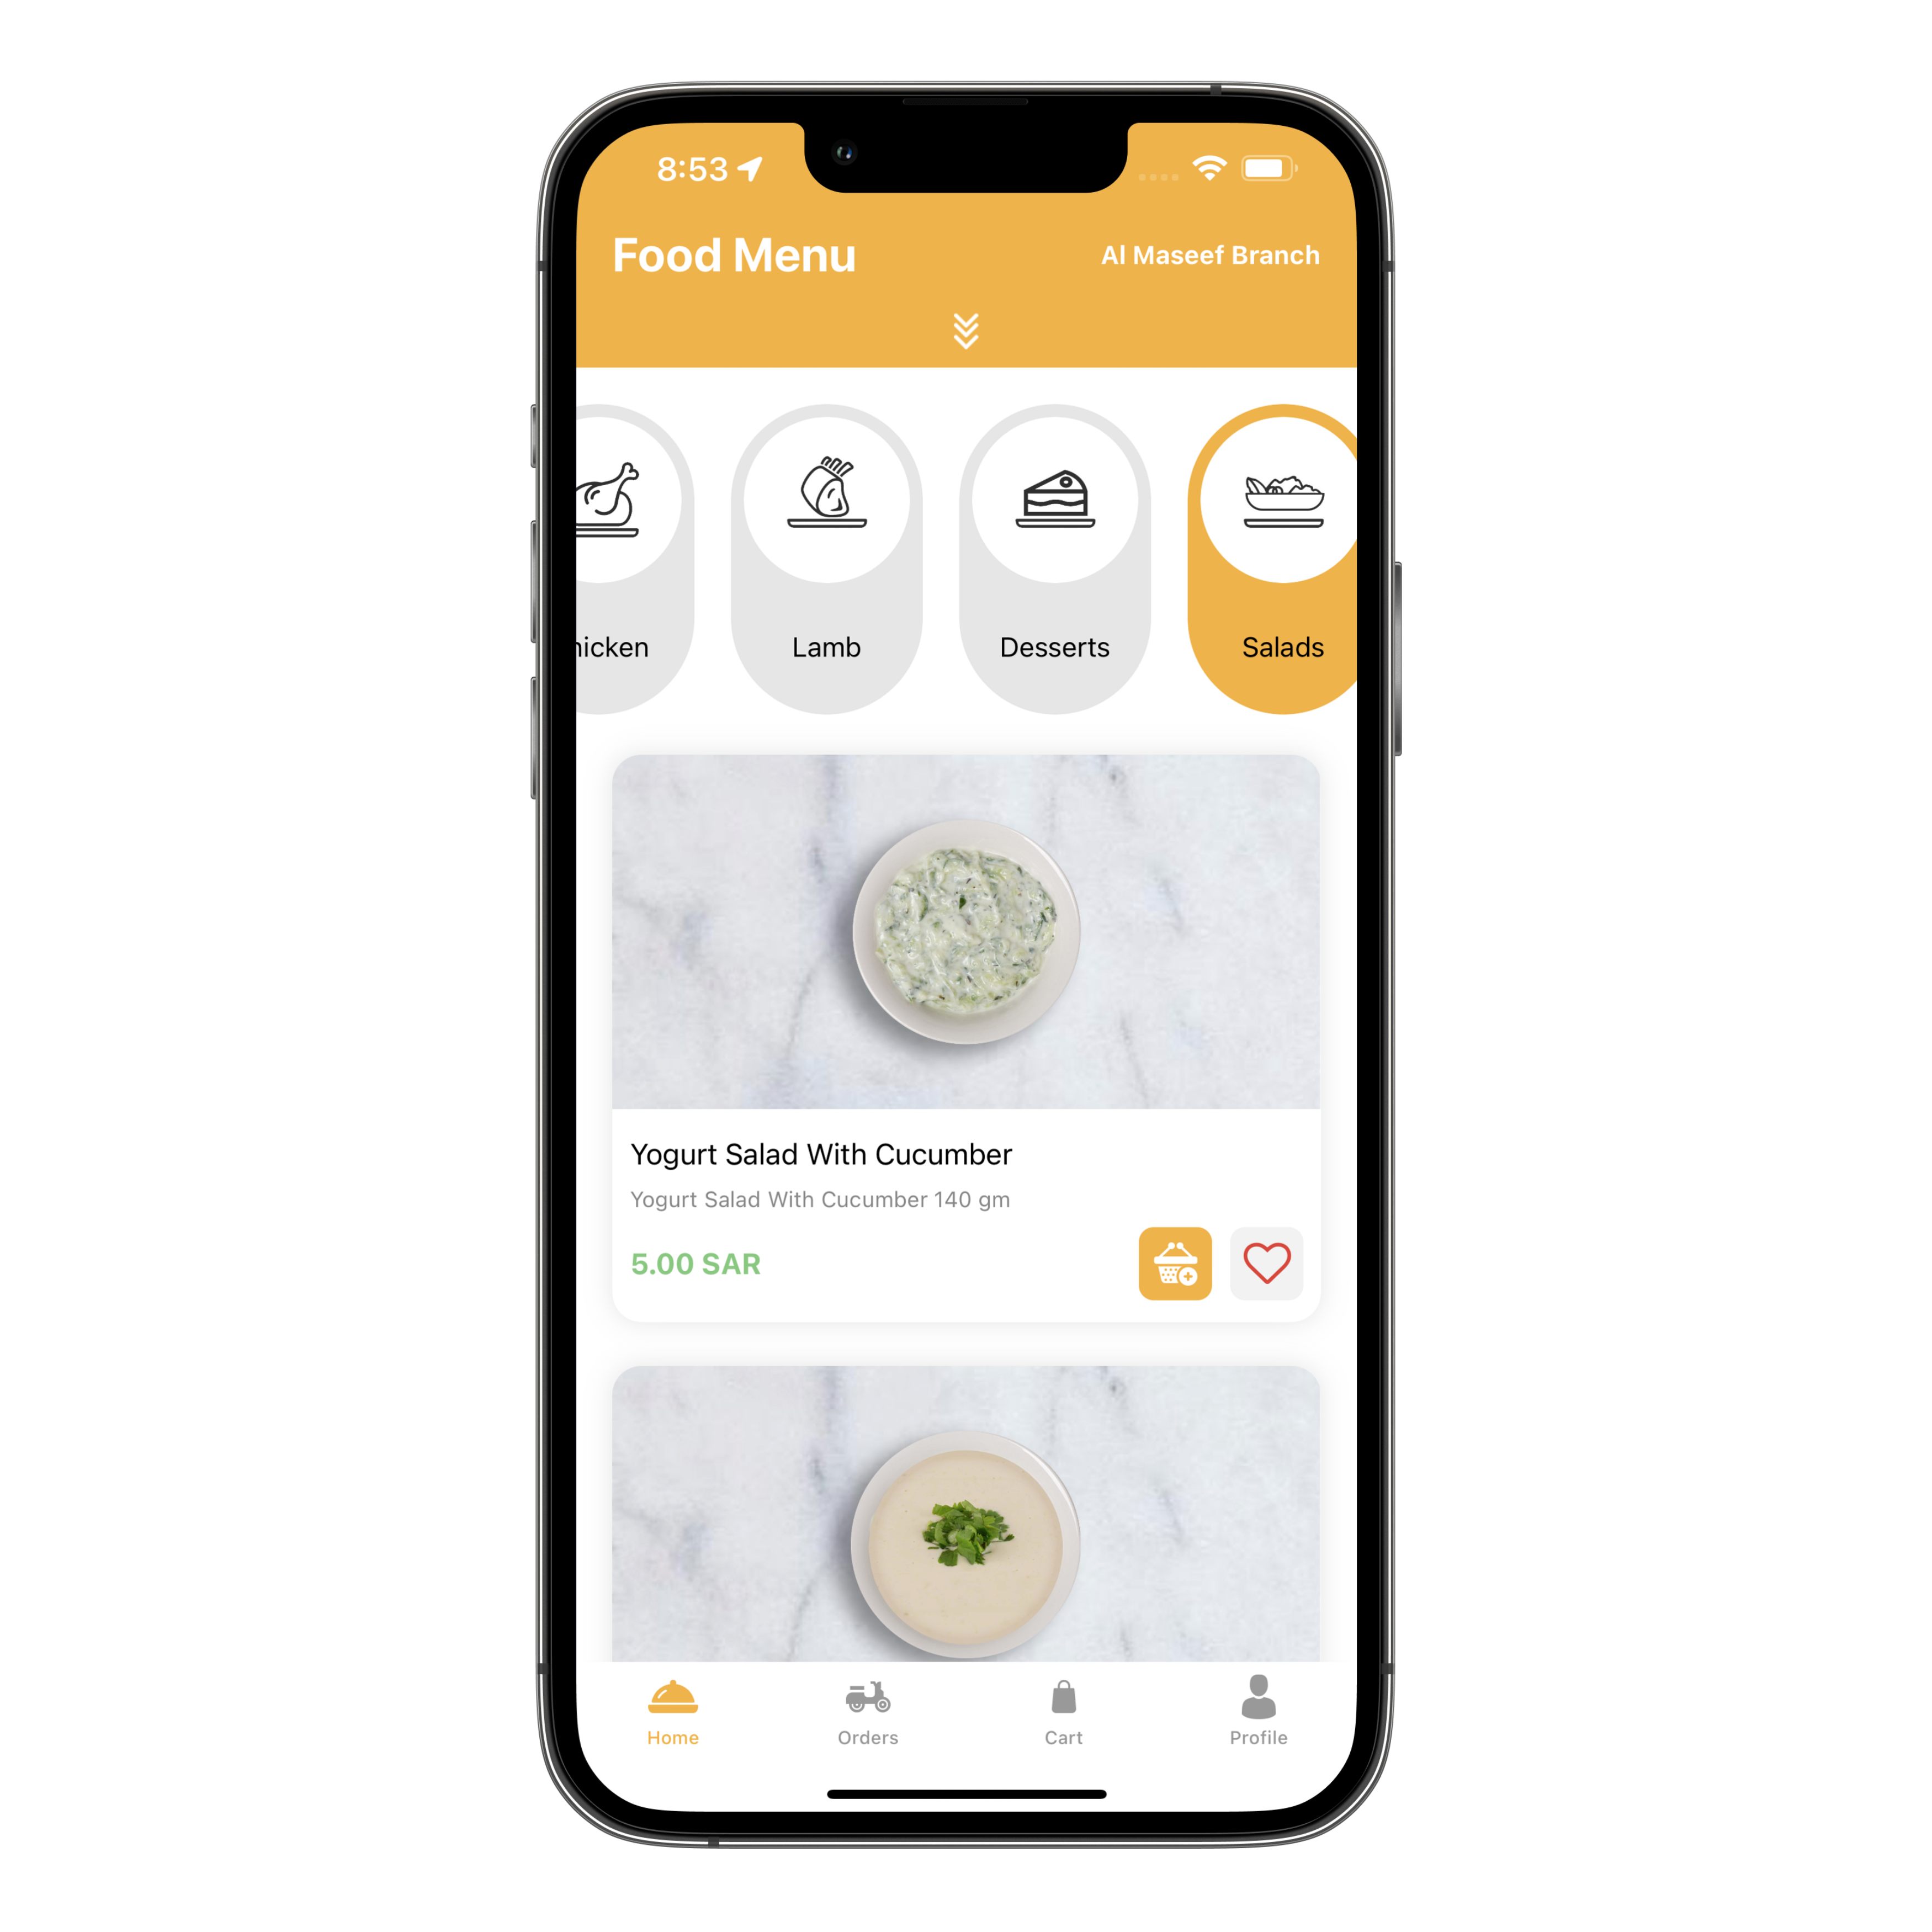 8:53
Food Menu
Al Maseef Branch
hicken
Lamb
Desserts
Salads
Yogurt Salad With Cucumber
Yogurt Salad With Cucumber 140 gm
5.00 SAR
Home
Orders
Cart
Profile